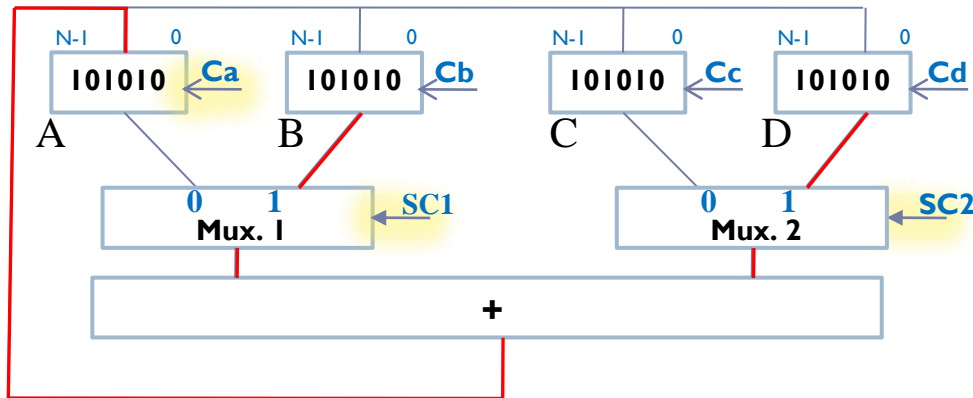 N-1 0 N-1 0 N-1 0 N-1 0
101010 Ca 101010 Cb 101010 Cc 101010 Cd
A B C D
0 1 SC1 0 1 SC2
Mux. 1 Mux. 2
+